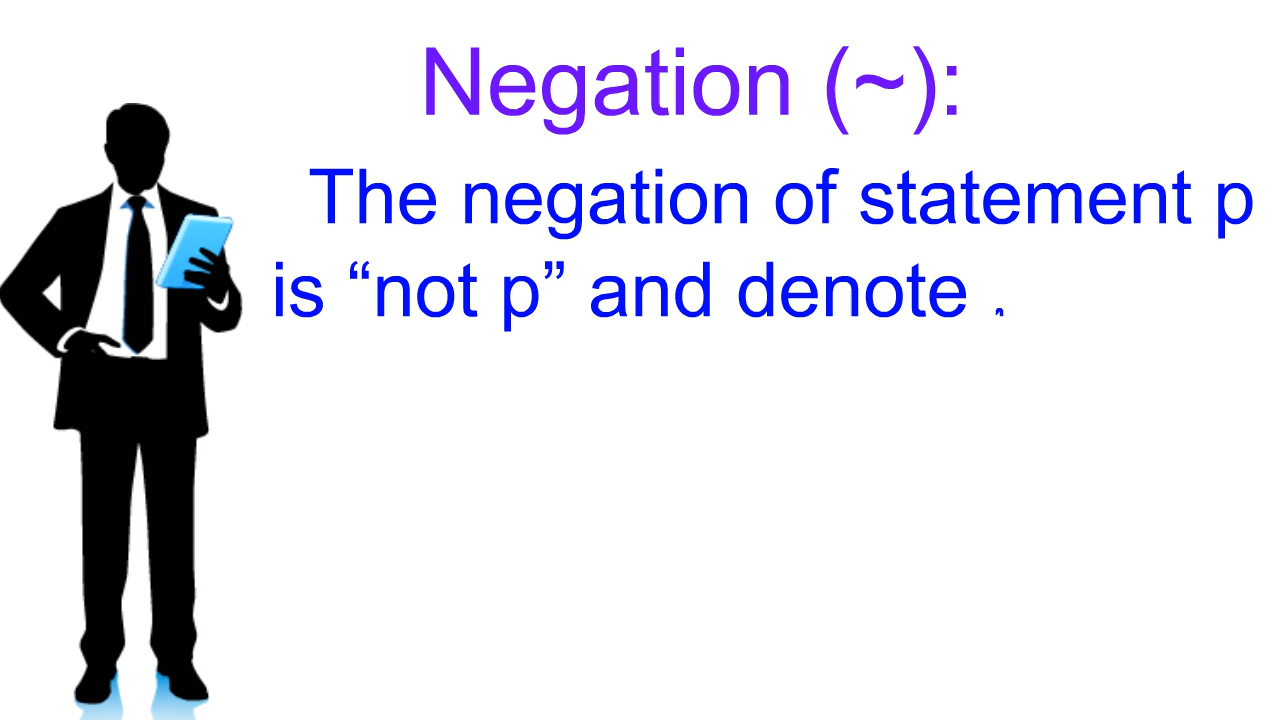 Negation (~):
The negation of statement p
is “not p” and denote